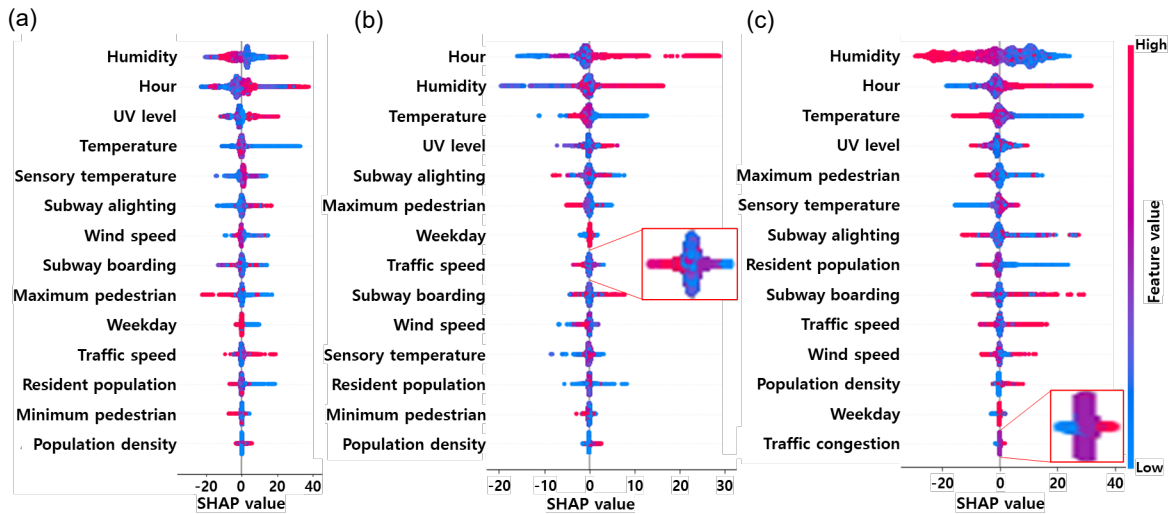 (a)
Humidity
Hour
UV level
Temperature
Sensory temperature
Subway alighting
Wind speed
Subway boarding
Maximum pedestrian
Weekday
Traffic speed
Resident population
Minimum pedestrian
Population density
-20 0 20 40
SHAP value
(b)
Hour
Humidity
Temperature
UV level
Subway alighting
Maximum pedestrian
Weekday
Traffic speed
Subway boarding
Wind speed
Sensory temperature
Resident population
Minimum pedestrian
Population density
-20 -10 0 10 20 30
SHAP value
(c)
Humidity
Hour
Temperature
UV level
Maximum pedestrian
Sensory temperature
Subway alighting
Resident population
Subway boarding
Traffic speed
Wind speed
Population density
Weekday
Traffic congestion
-20 0 20 40
SHAP value
High
Feature value
Low